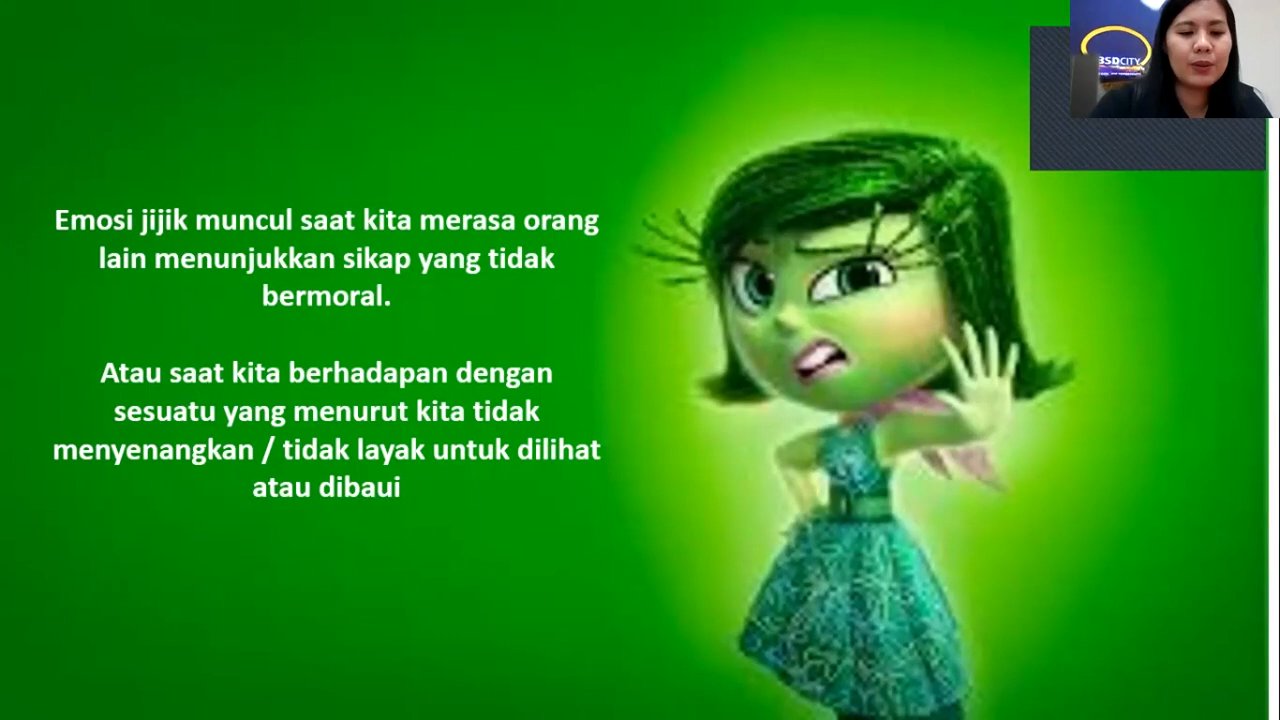 Emosi jijik muncul saat kita merasa orang
lain menunjukkan sikap yang tidak
bermoral.
Atau saat kita berhadapan dengan
sesuatu yang menurut kita tidak
menyenangkan / tidak layak untuk dilihat
atau dibaui
BSDCITY